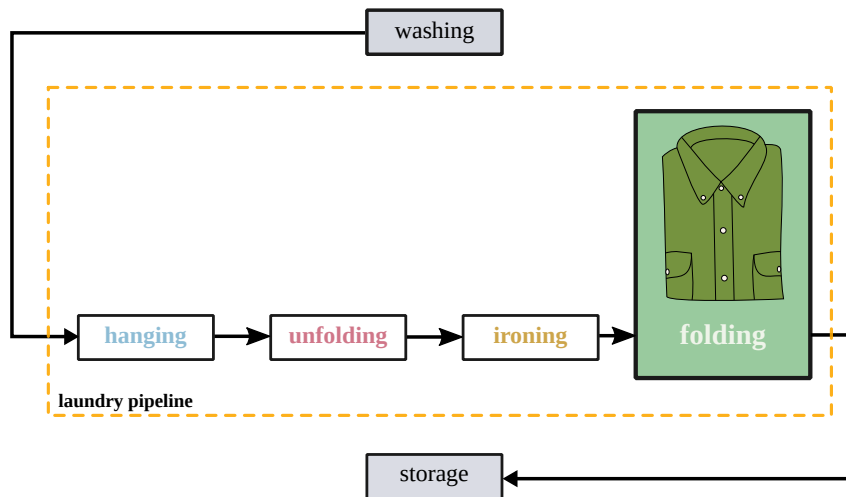 washing
hanging
unfolding
ironing
folding
laundry pipeline
storage